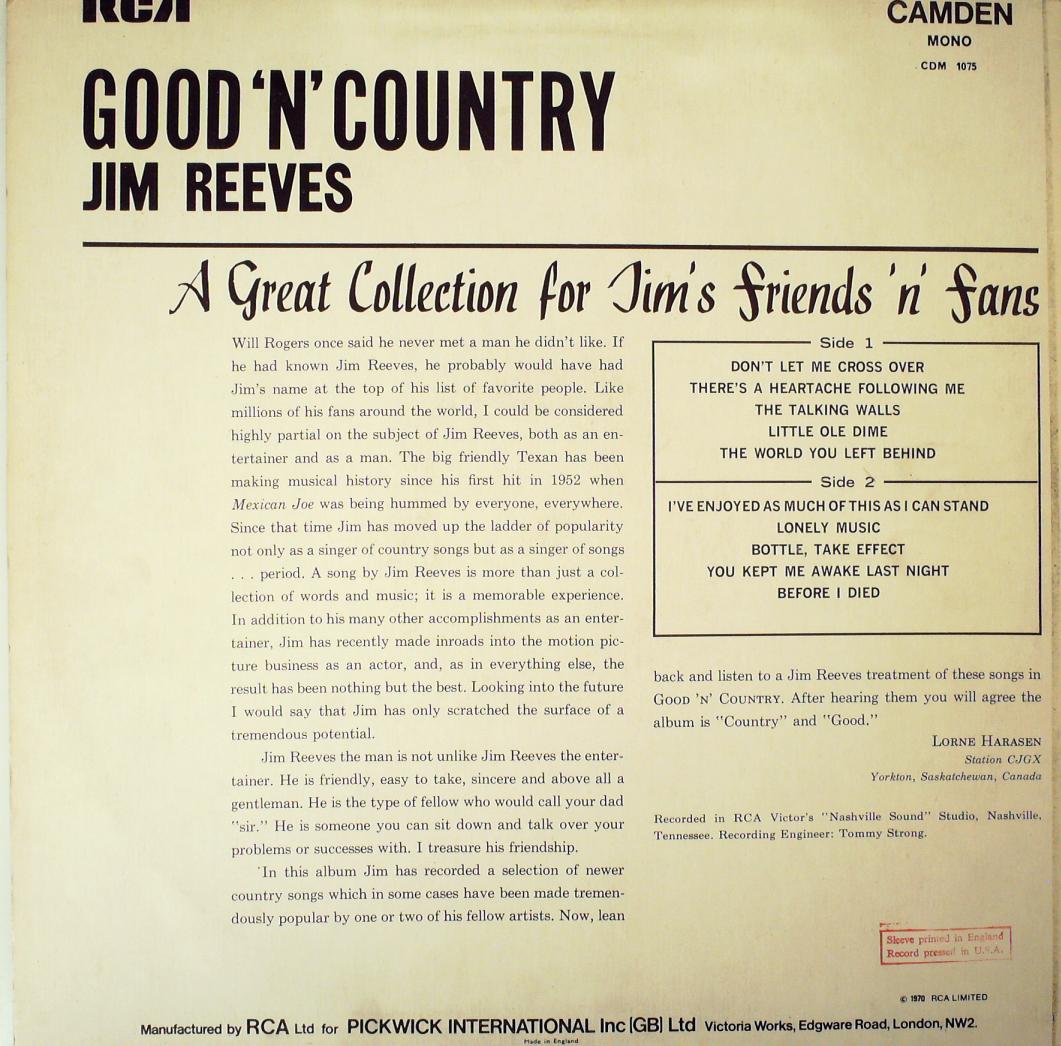 RCA
CAMDEN
MONO
CDM 1075
GOOD 'N' COUNTRY
JIM REEVES
A Great Collection for Jim's Friends 'n' Fans
Will Rogers once said he never met a man he didn't like. If
he had known Jim Reeves, he probably would have had
Jim's name at the top of his list of favorite people. Like
millions of his fans around the world, I could be considered
highly partial on the subject of Jim Reeves, both as an en-
tertainer and as a man. The big friendly Texan has been
making musical history since his first hit in 1952 when
Mexican Joe was being hummed by everyone, everywhere.
Since that time Jim has moved up the ladder of popularity
not only as a singer of country songs but as a singer of songs
. . . period. A song by Jim Reeves is more than just a col-
lection of words and music; it is a memorable experience.
In addition to his many other accomplishments as an enter-
tainer, Jim has recently made inroads into the motion pic-
ture business as an actor, and, as in everything else, the
result has been nothing but the best. Looking into the future
I would say that Jim has only scratched the surface of a
tremendous potential.
Jim Reeves the man is not unlike Jim Reeves the enter-
tainer. He is friendly, easy to take, sincere and above all a
gentleman. He is the type of fellow who would call your dad
"sir." He is someone you can sit down and talk over your
problems or successes with. I treasure his friendship.
In this album Jim has recorded a selection of newer
country songs which in some cases have been made tremen-
dously popular by one or two of his fellow artists. Now, lean
Side 1
DON'T LET ME CROSS OVER
THERE'S A HEARTACHE FOLLOWING ME
THE TALKING WALLS
LITTLE OLE DIME
THE WORLD YOU LEFT BEHIND
Side 2
I'VE ENJOYED AS MUCH OF THIS AS I CAN STAND
LONELY MUSIC
BOTTLE, TAKE EFFECT
YOU KEPT ME AWAKE LAST NIGHT
BEFORE I DIED
back and listen to a Jim Reeves treatment of these songs in
GOOD 'N' COUNTRY. After hearing them you will agree the
album is "Country" and "Good."
LORNE HARASEN
Station CJGX
Yorkton, Saskatchewan, Canada
Recorded in RCA Victor's "Nashville Sound" Studio, Nashville,
Tennessee. Recording Engineer: Tommy Strong.
Sleeve printed in England
Record pressed in U.S.A.
© 1970 RCA LIMITED
Manufactured by RCA Ltd for PICKWICK INTERNATIONAL Inc (GB) Ltd Victoria Works, Edgware Road, London, NW2.
Made in England